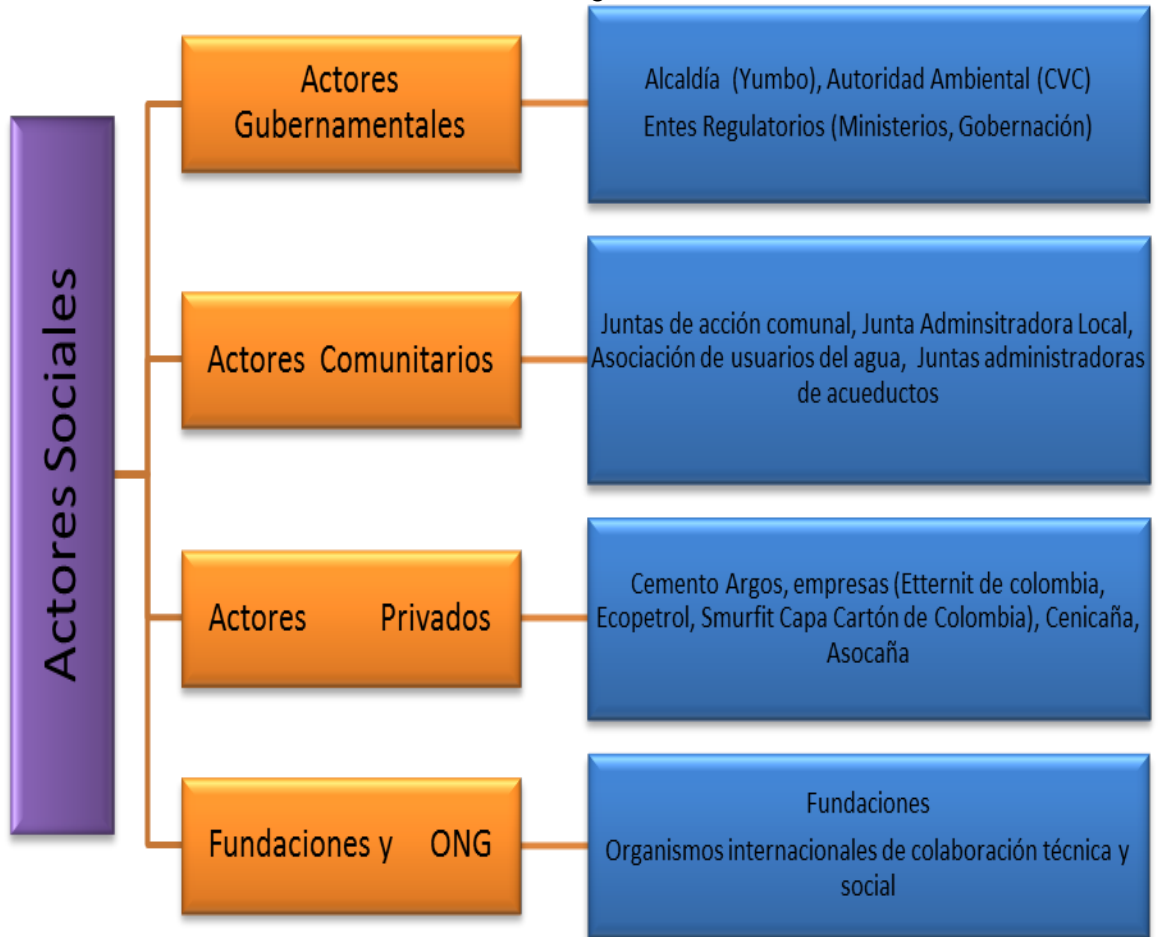 Actores Sociales
Actores
Gubernamentales
Alcaldía (Yumbo), Autoridad Ambiental (CVC)
Entes Regulatorios (Ministerios, Gobernación)
Actores Comunitarios
Juntas de acción comunal, Junta Adminsitradora Local,
Asociación de usuarios del agua, Juntas administradoras
de acueductos
Actores Privados
Cemento Argos, empresas (Etternit de colombia,
Ecopetrol, Smurfit Capa Cartón de Colombia), Cenicaña,
Asocaña
Fundaciones y ONG
Fundaciones
Organismos internacionales de colaboración técnica y
social